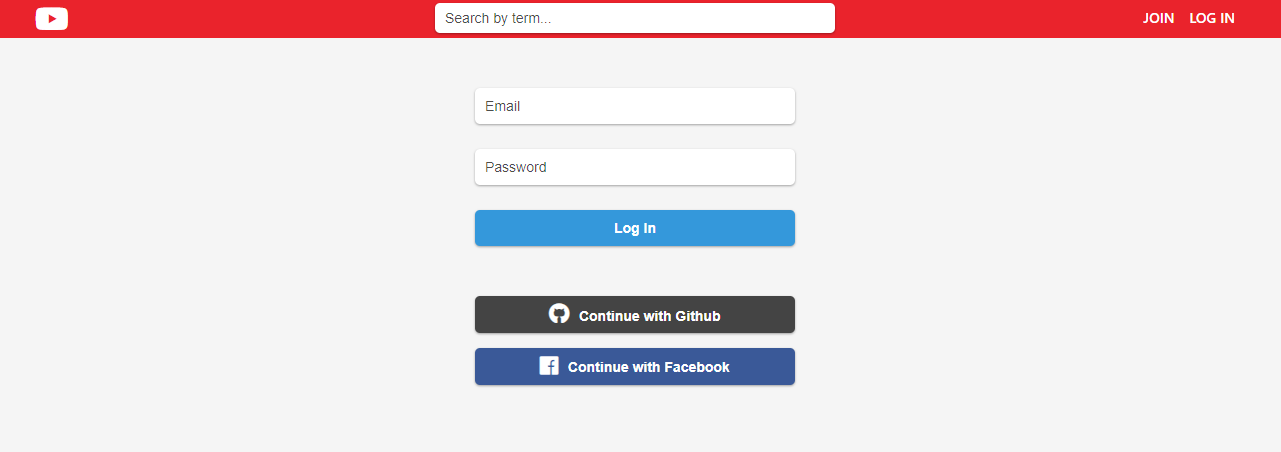 Search by term...
JOIN LOG IN
Email
Password
Log In
Continue with Github
Continue with Facebook